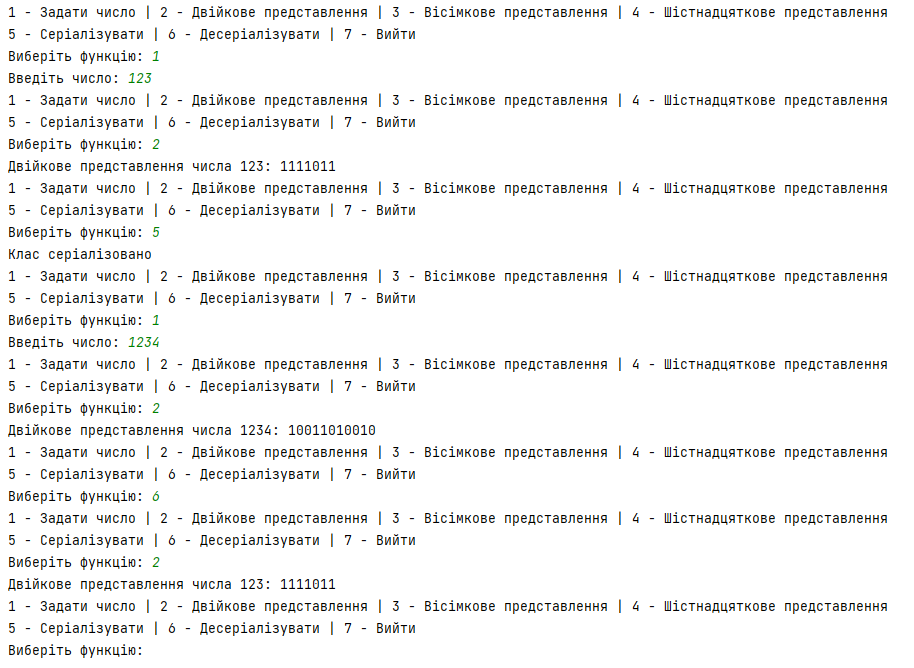 1 - Задати число | 2 - Двійкове представлення | 3 - Вісімкове представлення | 4 - Шістнадцяткове представлення
5 - Серіалізувати | 6 - Десеріалізувати | 7 - Вийти
Виберіть функцію: 1
Введіть число: 123
1 - Задати число | 2 - Двійкове представлення | 3 - Вісімкове представлення | 4 - Шістнадцяткове представлення
5 - Серіалізувати | 6 - Десеріалізувати | 7 - Вийти
Виберіть функцію: 2
Двійкове представлення числа 123: 1111011
1 - Задати число | 2 - Двійкове представлення | 3 - Вісімкове представлення | 4 - Шістнадцяткове представлення
5 - Серіалізувати | 6 - Десеріалізувати | 7 - Вийти
Виберіть функцію: 5
Клас серіалізовано
1 - Задати число | 2 - Двійкове представлення | 3 - Вісімкове представлення | 4 - Шістнадцяткове представлення
5 - Серіалізувати | 6 - Десеріалізувати | 7 - Вийти
Виберіть функцію: 1
Введіть число: 1234
1 - Задати число | 2 - Двійкове представлення | 3 - Вісімкове представлення | 4 - Шістнадцяткове представлення
5 - Серіалізувати | 6 - Десеріалізувати | 7 - Вийти
Виберіть функцію: 2
Двійкове представлення числа 1234: 10011010010
1 - Задати число | 2 - Двійкове представлення | 3 - Вісімкове представлення | 4 - Шістнадцяткове представлення
5 - Серіалізувати | 6 - Десеріалізувати | 7 - Вийти
Виберіть функцію: 6
1 - Задати число | 2 - Двійкове представлення | 3 - Вісімкове представлення | 4 - Шістнадцяткове представлення
5 - Серіалізувати | 6 - Десеріалізувати | 7 - Вийти
Виберіть функцію: 2
Двійкове представлення числа 123: 1111011
1 - Задати число | 2 - Двійкове представлення | 3 - Вісімкове представлення | 4 - Шістнадцяткове представлення
5 - Серіалізувати | 6 - Десеріалізувати | 7 - Вийти
Виберіть функцію: